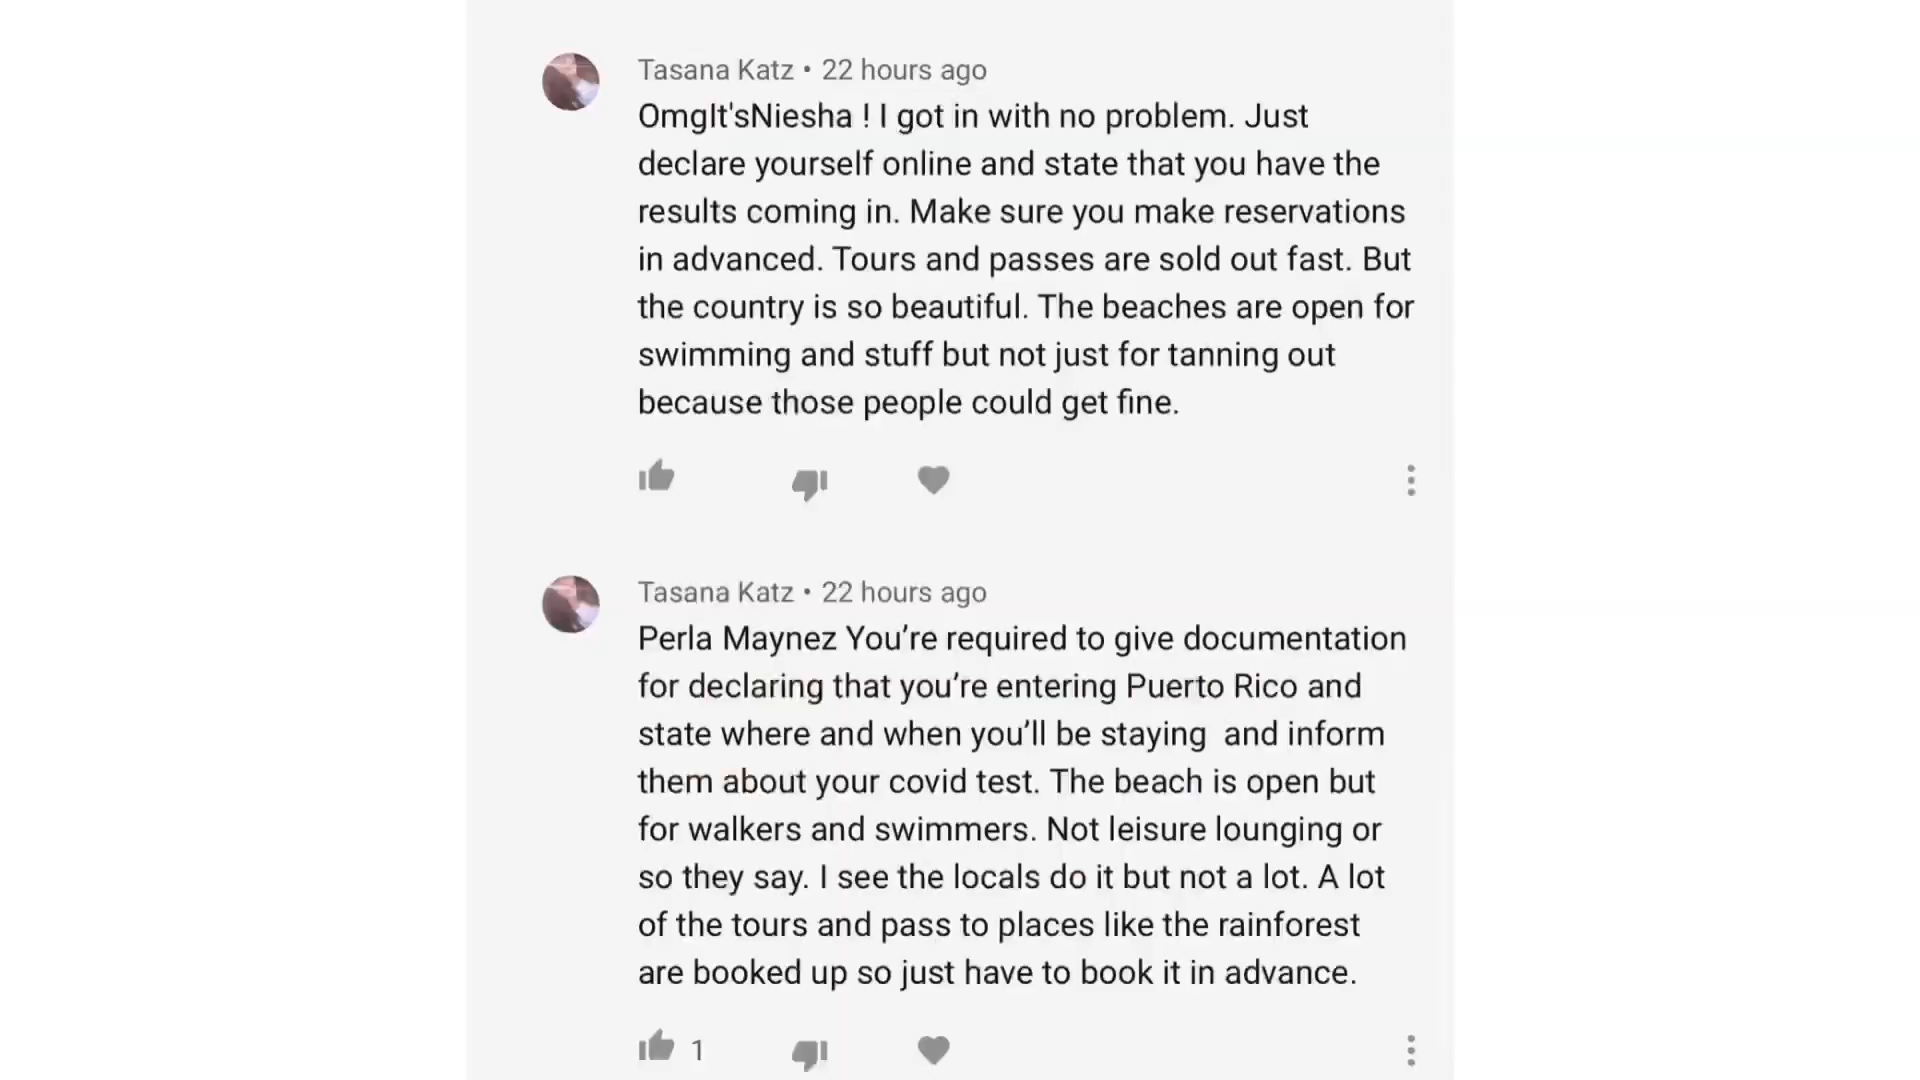 Tasana Katz • 22 hours ago
OmgIt'sNiesha ! I got in with no problem. Just
declare yourself online and state that you have the
results coming in. Make sure you make reservations
in advanced. Tours and passes are sold out fast. But
the country is so beautiful. The beaches are open for
swimming and stuff but not just for tanning out
because those people could get fine.
Tasana Katz • 22 hours ago
Perla Maynez You’re required to give documentation
for declaring that you’re entering Puerto Rico and
state where and when you’ll be staying  and inform
them about your covid test. The beach is open but
for walkers and swimmers. Not leisure lounging or
so they say. I see the locals do it but not a lot. A lot
of the tours and pass to places like the rainforest
are booked up so just have to book it in advance.
1